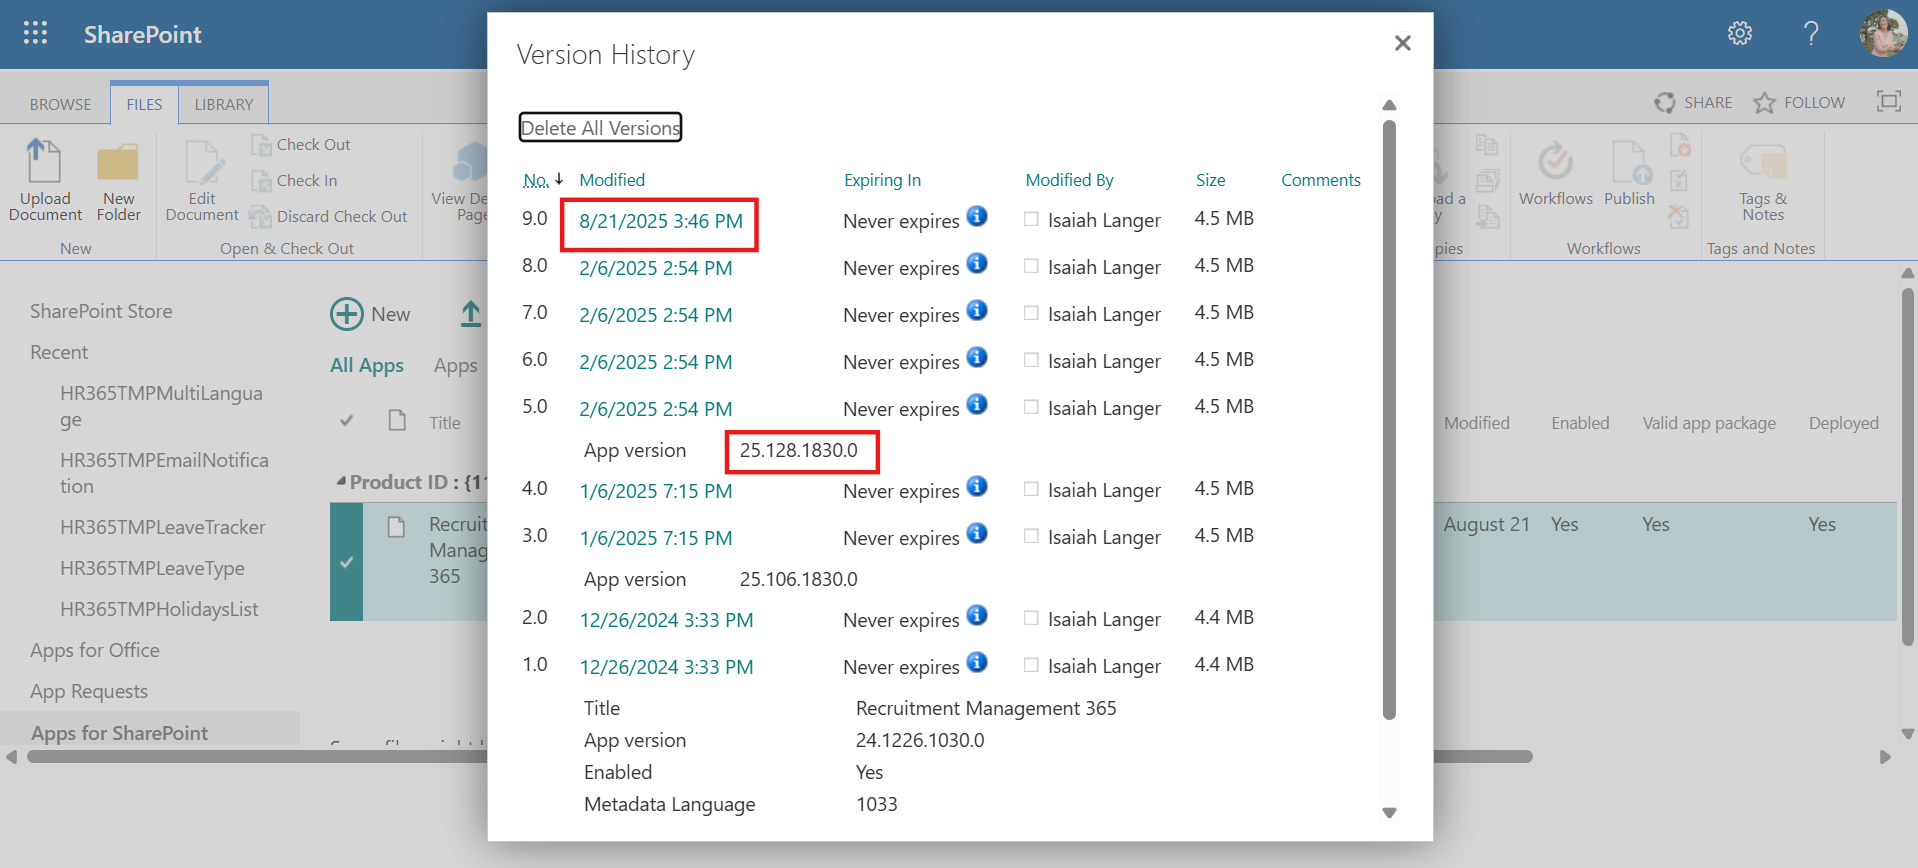 SharePoint
BROWSE FILES LIBRARY
SHARE FOLLOW
Upload Document
New Folder
New
Edit Document
Check Out
Check In
Discard Check Out
Open & Check Out
Workflows Publish
Workflows
Tags & Notes
Tags and Notes
SharePoint Store
Recent
HR365TMPMultiLangua
ge
HR365TMPEmailNotifica
tion
HR365TMPLeaveTracker
HR365TMPLeaveType
HR365TMPHolidaysList
Apps for Office
App Requests
Apps for SharePoint
New
All Apps Apps
Title
Modified Enabled Valid app package Deployed
Product ID :
365
August 21 Yes Yes Yes
Version History
Delete All Versions
No. Modified Expiring In Modified By Size Comments
9.0 8/21/2025 3:46 PM Never expires Isaiah Langer 4.5 MB
8.0 2/6/2025 2:54 PM Never expires Isaiah Langer 4.5 MB
7.0 2/6/2025 2:54 PM Never expires Isaiah Langer 4.5 MB
6.0 2/6/2025 2:54 PM Never expires Isaiah Langer 4.5 MB
5.0 2/6/2025 2:54 PM Never expires Isaiah Langer 4.5 MB
App version 25.128.1830.0
4.0 1/6/2025 7:15 PM Never expires Isaiah Langer 4.5 MB
3.0 1/6/2025 7:15 PM Never expires Isaiah Langer 4.5 MB
App version 25.106.1830.0
2.0 12/26/2024 3:33 PM Never expires Isaiah Langer 4.4 MB
1.0 12/26/2024 3:33 PM Never expires Isaiah Langer 4.4 MB
Title Recruitment Management 365
App version 24.1226.1030.0
Enabled Yes
Metadata Language 1033